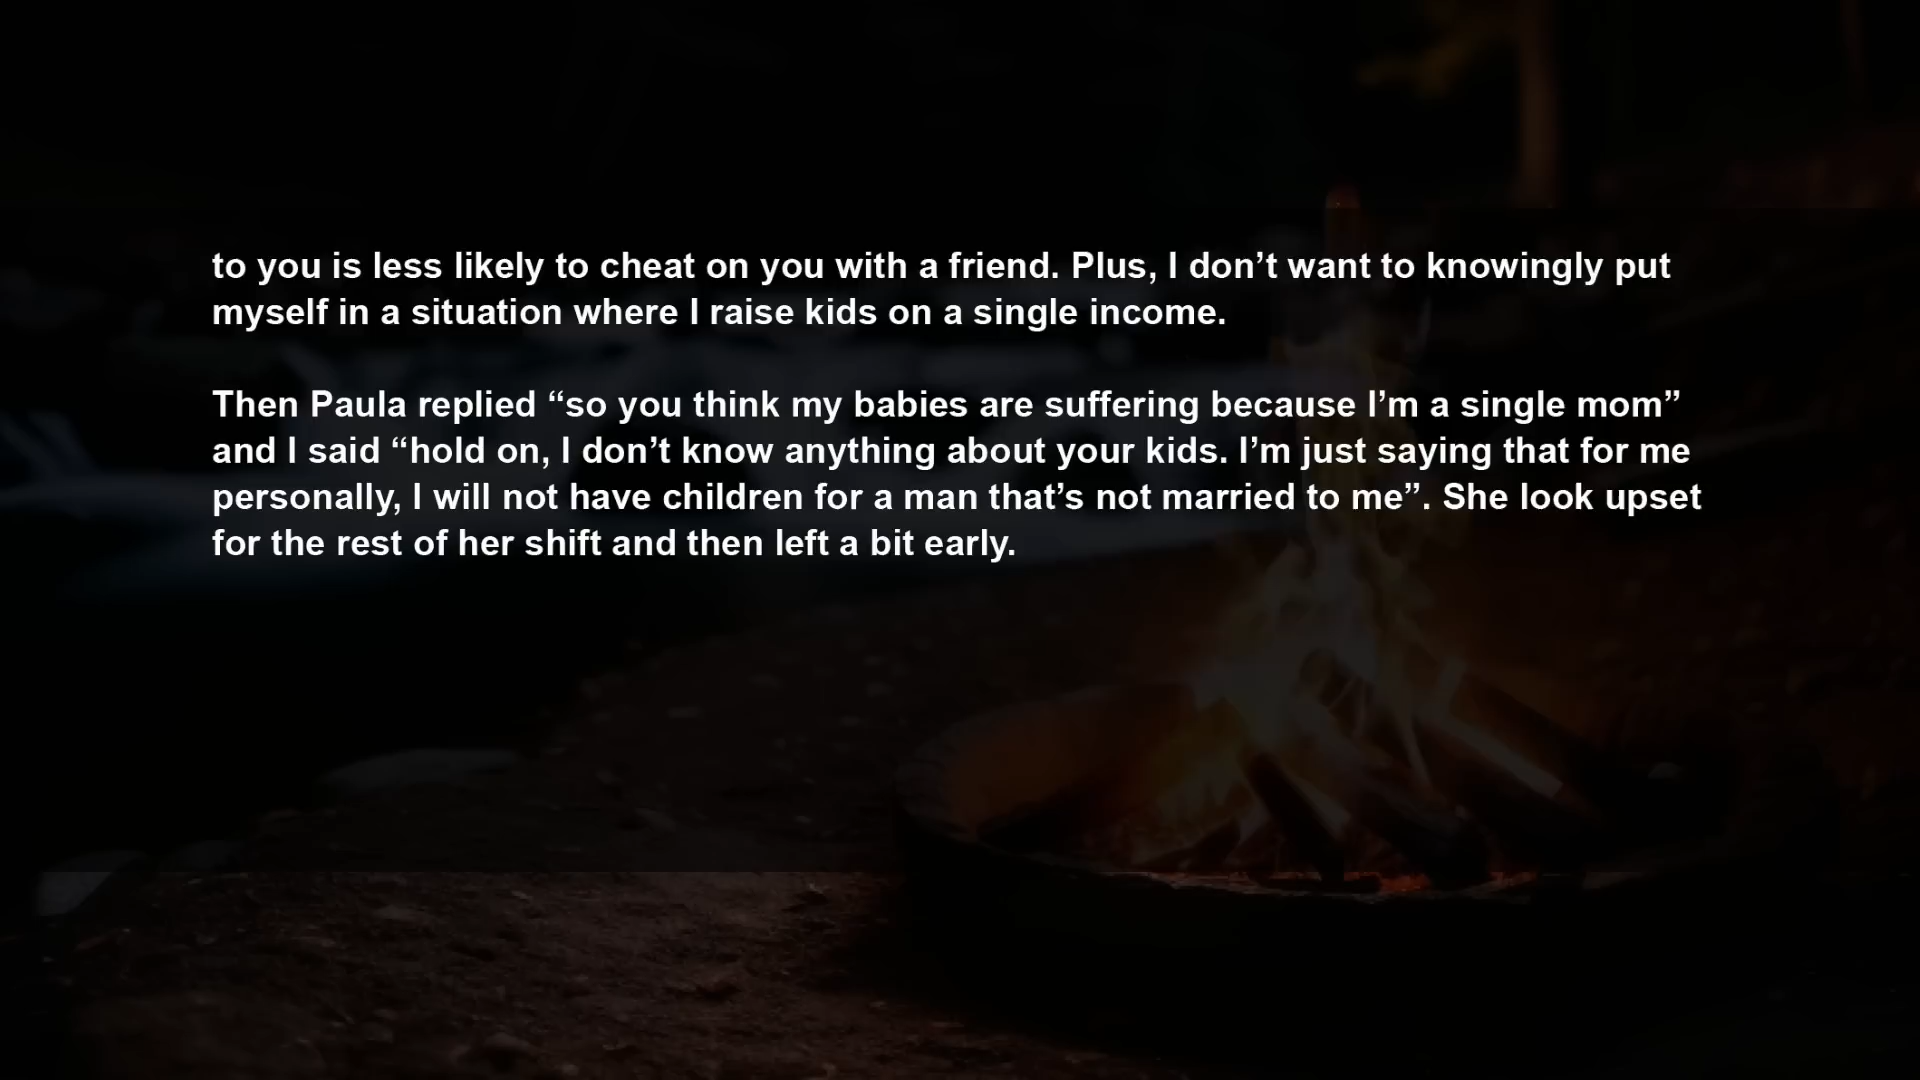 to you is less likely to cheat on you with a friend. Plus, I don’t want to knowingly put
myself in a situation where I raise kids on a single income.
Then Paula replied “so you think my babies are suffering because I’m a single mom”
and I said “hold on, I don’t know anything about your kids. I’m just saying that for me
personally, I will not have children for a man that’s not married to me”. She look upset
for the rest of her shift and then left a bit early.